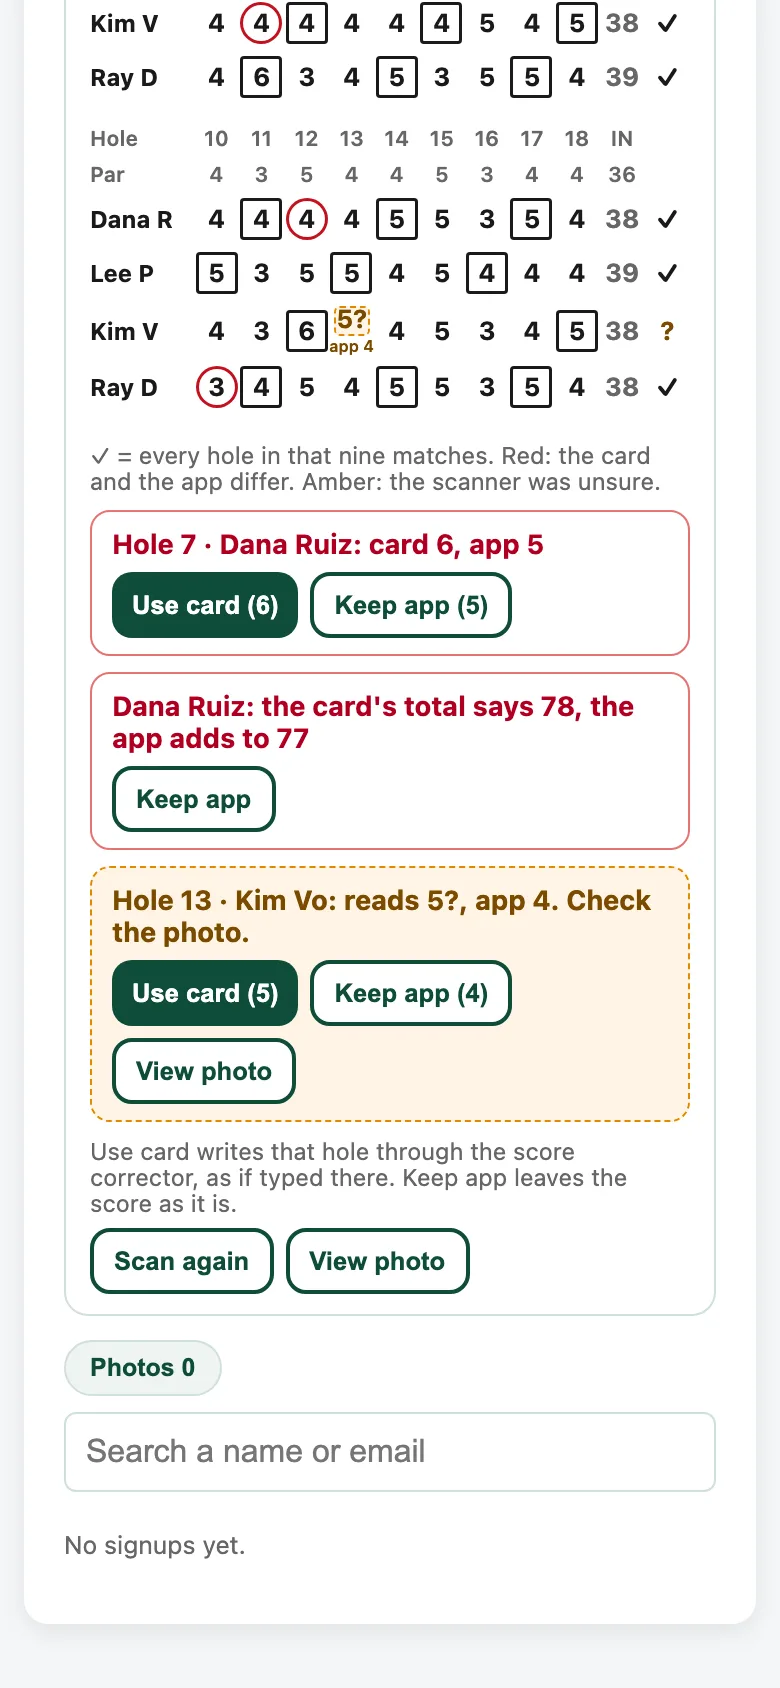 Kim V 4 4 4 4 4 4 5 4 5 38 ✓
Ray D 4 6 3 4 5 3 5 5 4 39 ✓
Hole 10 11 12 13 14 15 16 17 18 IN
Par 4 3 5 4 4 5 3 4 4 36
Dana R 4 4 4 4 5 5 3 5 4 38 ✓
Lee P 5 3 5 5 4 5 4 4 4 39 ✓
Kim V 4 3 6 5? 4 5 3 4 5 38 ?
app 4
Ray D 3 4 5 4 5 5 3 5 4 38 ✓
✓ = every hole in that nine matches. Red: the card
and the app differ. Amber: the scanner was unsure.
Hole 7 · Dana Ruiz: card 6, app 5
Use card (6) Keep app (5)
Dana Ruiz: the card's total says 78, the
app adds to 77
Keep app
Hole 13 · Kim Vo: reads 5?, app 4. Check
the photo.
Use card (5) Keep app (4)
View photo
Use card writes that hole through the score
corrector, as if typed there. Keep app leaves the
score as it is.
Scan again View photo
Photos 0
Search a name or email
No signups yet.